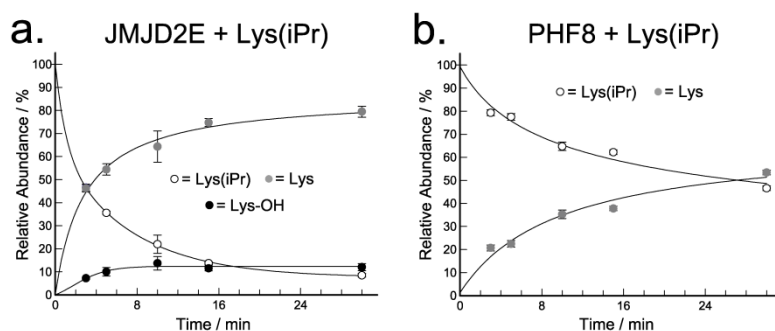 a.
JMJD2E + Lys(iPr)
100
90
80
70
60
50
40
30
20
10
0
Relative Abundance / %
= Lys(iPr) = Lys
= Lys-OH
0 8 16 24
Time / min
b.
PHF8 + Lys(iPr)
100
90
80
70
60
50
40
30
20
10
0
Relative Abundance / %
= Lys(iPr) = Lys
0 8 16 24
Time / min